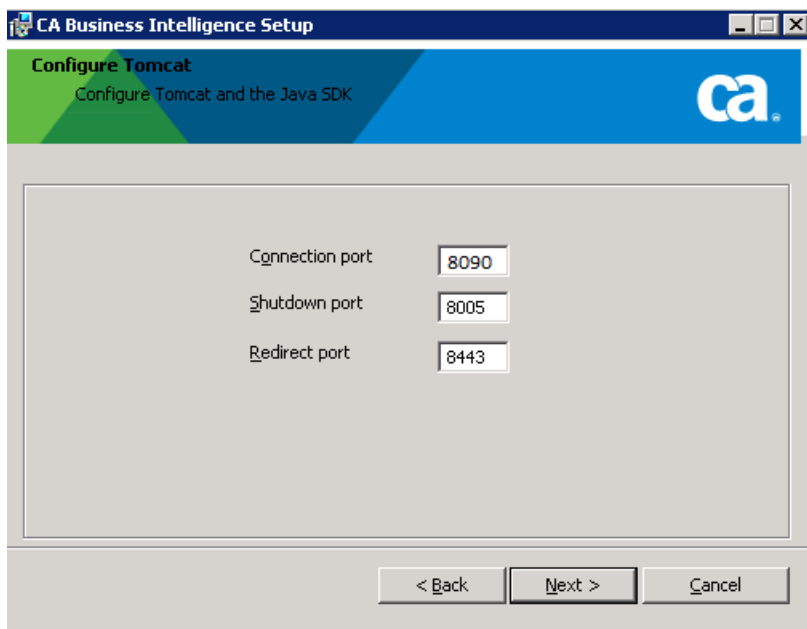 CA Business Intelligence Setup
Configure Tomcat
Configure Tomcat and the Java SDK
ca.
Connection port 8090
Shutdown port 8005
Redirect port 8443
< Back Next > Cancel